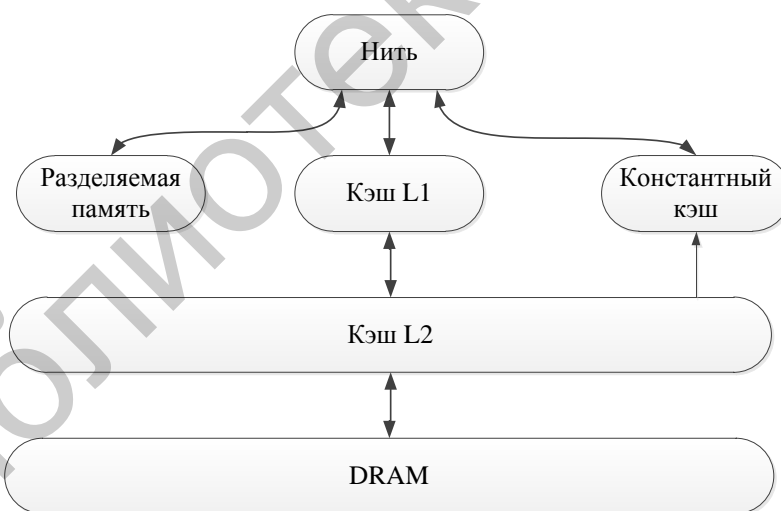 Нить
Разделяемая
память
Кэш L1
Константный
кэш
Кэш L2
DRAM